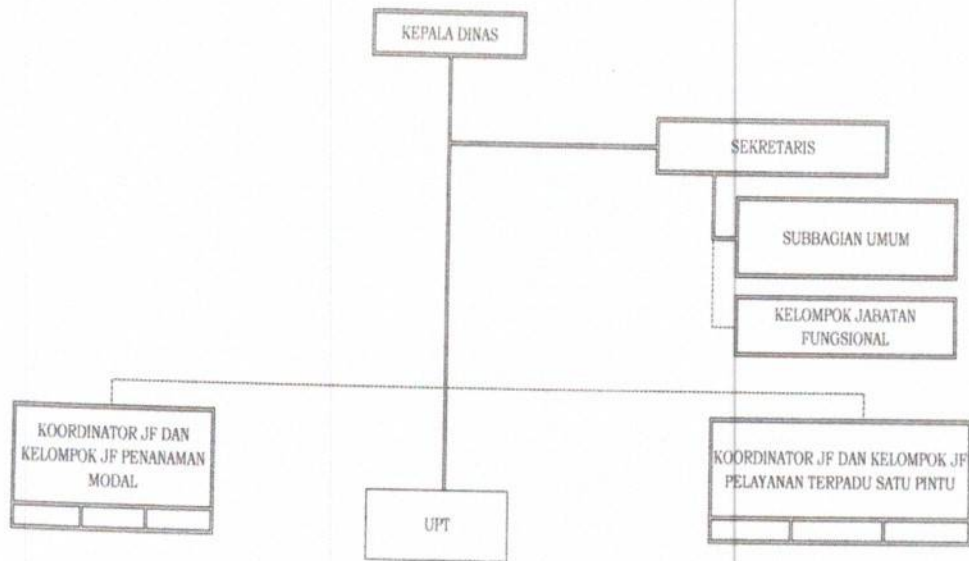 KEPALA DINAS
SEKRETARIS
SUBBAGIAN UMUM
KELOMPOK JABATAN
FUNGSIONAL
KOORDINATOR JF DAN
KELOMPOK JF PENANAMAN
MODAL
UPT
KOORDINATOR JF DAN KELOMPOK JF
PELAYANAN TERPADU SATU PINTU